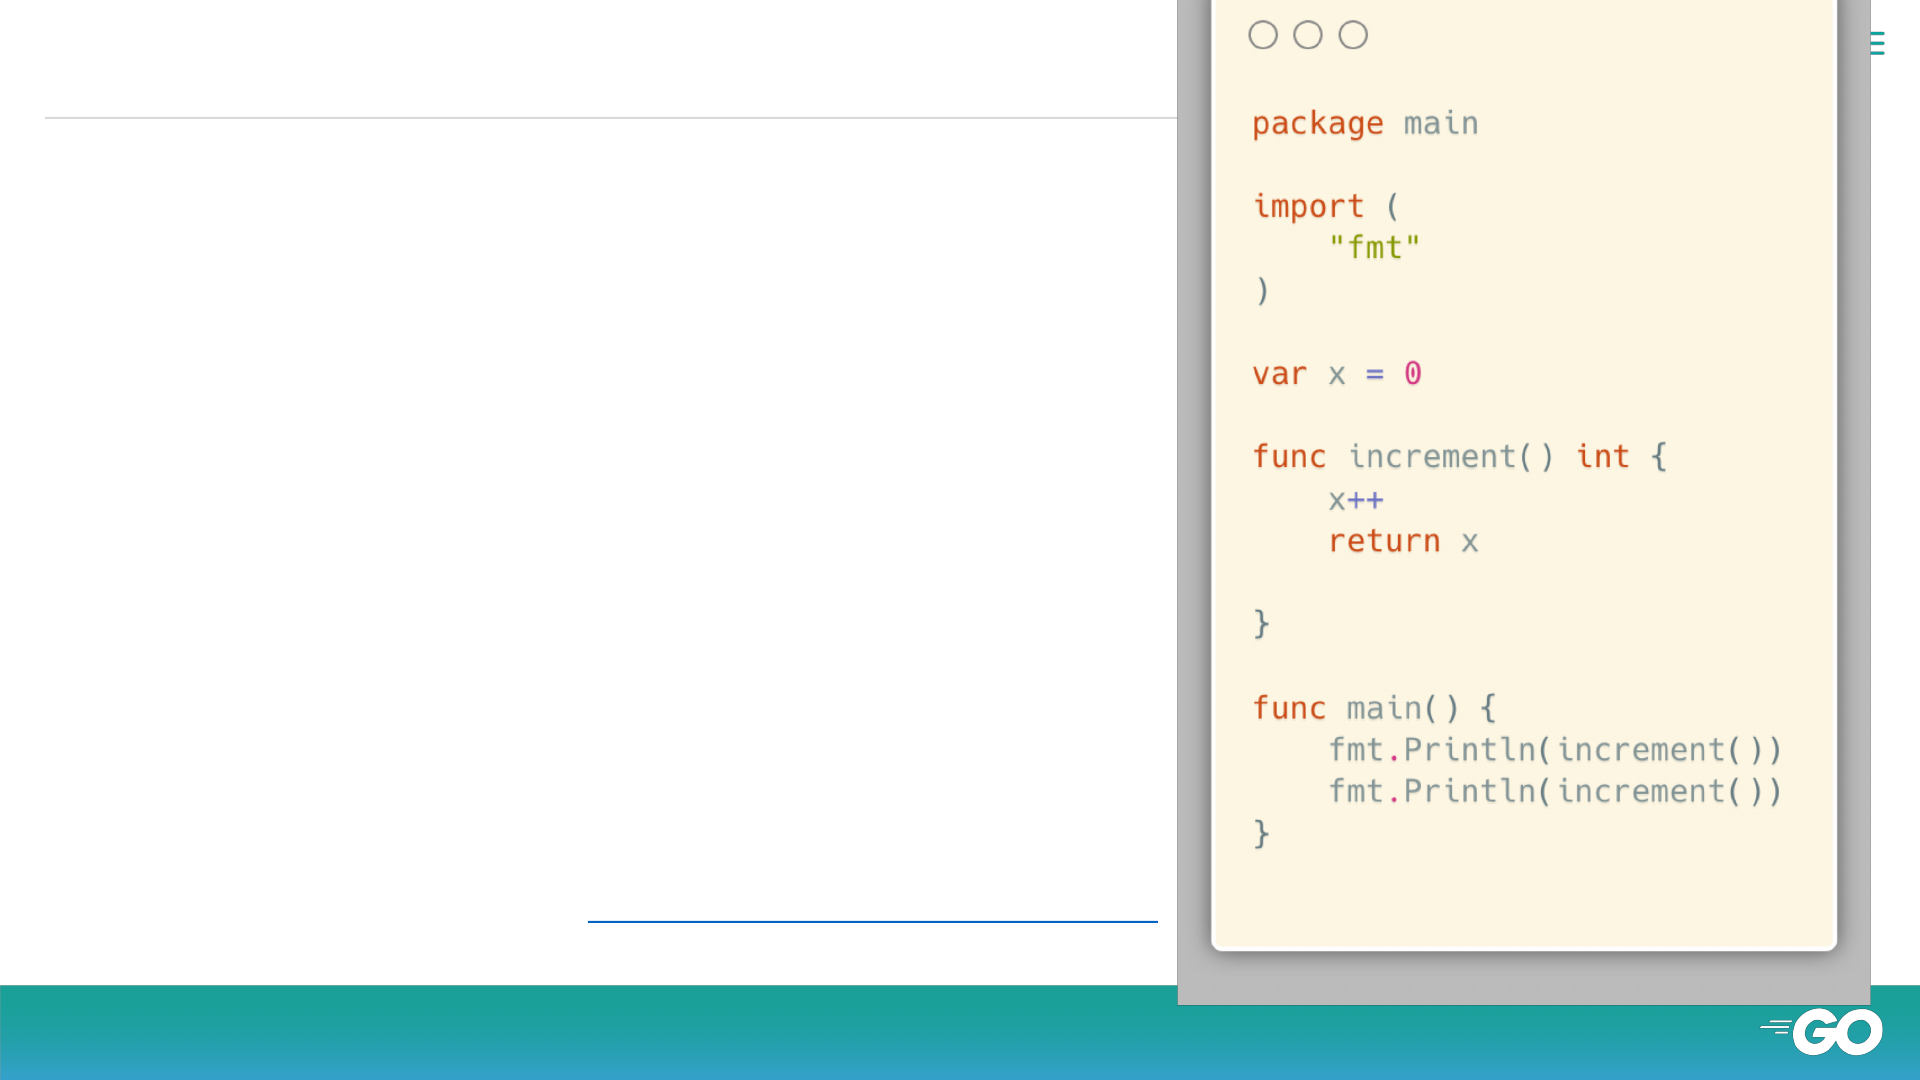 package main
import (
"fmt"
)
var x = 0
func increment() int {
x++
return x
}
func main() {
fmt.Println(increment())
fmt.Println(increment())
}
GO